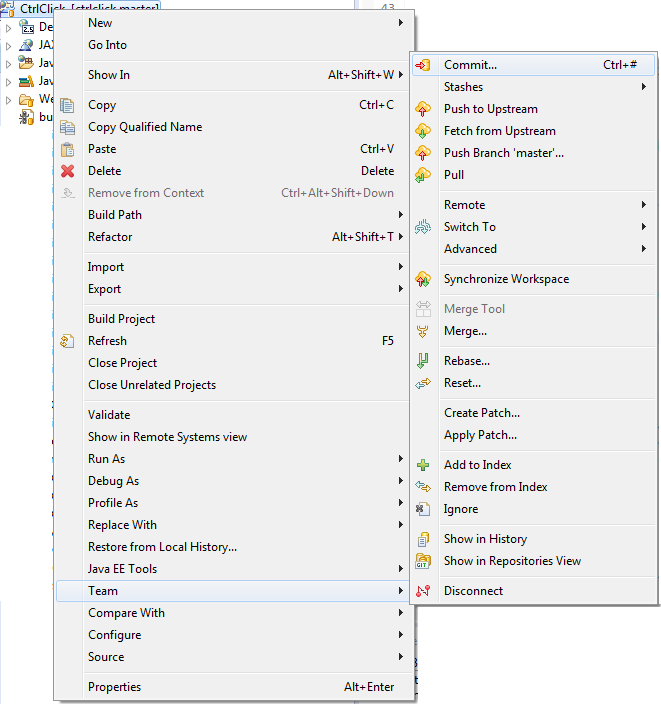 CtrlClick [ctrlclick master]
43
De
JAX
Jav
Jav
We
bu
New
Go Into
Show In Alt+Shift+W
Copy Ctrl+C
Copy Qualified Name
Paste Ctrl+V
Delete Delete
Remove from Context Ctrl+Alt+Shift+Down
Build Path
Refactor Alt+Shift+T
Import
Export
Build Project
Refresh F5
Close Project
Close Unrelated Projects
Validate
Show in Remote Systems view
Run As
Debug As
Profile As
Replace With
Restore from Local History...
Java EE Tools
Team
Compare With
Configure
Source
Properties Alt+Enter
Commit... Ctrl+#
Stashes
Push to Upstream
Fetch from Upstream
Push Branch 'master'...
Pull
Remote
Switch To
Advanced
Synchronize Workspace
Merge Tool
Merge...
Rebase...
Reset...
Create Patch...
Apply Patch...
Add to Index
Remove from Index
Ignore
Show in History
GIT Show in Repositories View
Disconnect